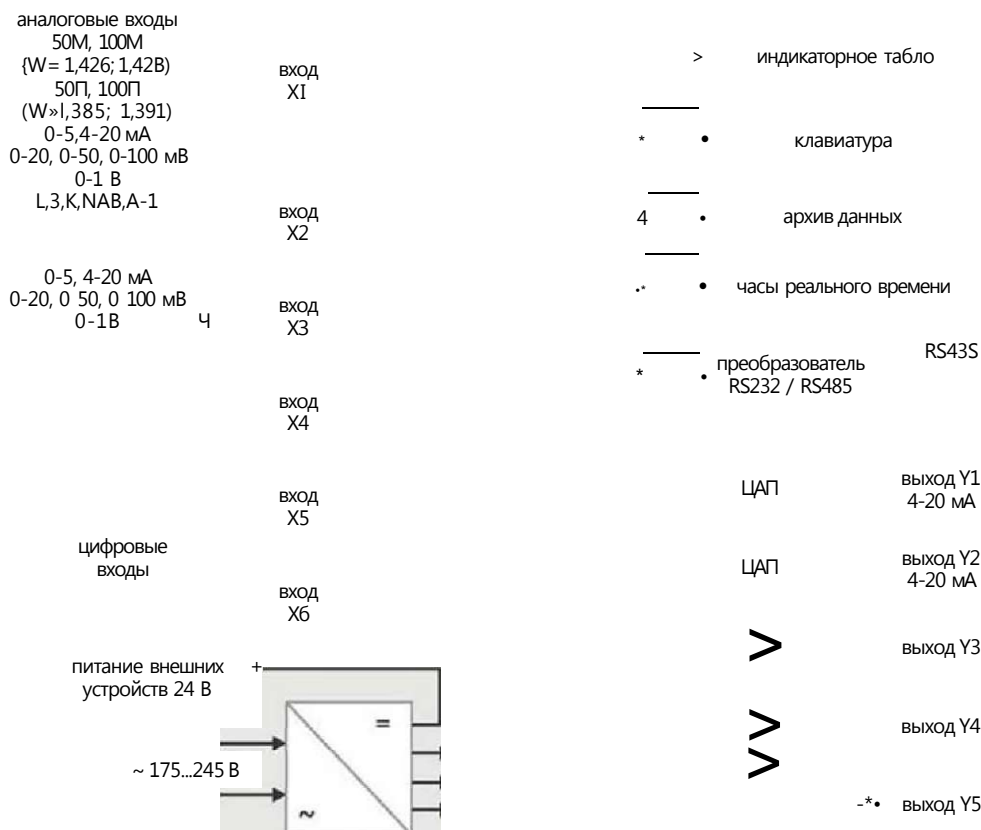 аналоговые входы
50М, 100М
{W= 1,426; 1,42В)
50П, 100П
(W»l,385; 1,391)
0-5,4-20 мА
0-20, 0-50, 0-100 мВ
0-1 В
L,3,K,NAB,A-1
вход
XI
вход
X2
0-5, 4-20 мА
0-20, 0 50, 0 100 мВ
0-1В Ч
вход
X3
вход
X4
вход
X5
цифровые
входы
вход
X6
питание внешних +
устройств 24 В
=
~ 175...245 В
~
> индикаторное табло
* • клавиатура
4 • архив данных
•* • часы реального времени
RS43S
* • преобразователь
RS232 / RS485
ЦАП
выход Y1
4-20 мА
ЦАП
выход Y2
4-20 мА
> выход Y3
> выход Y4
>
-*• выход Y5